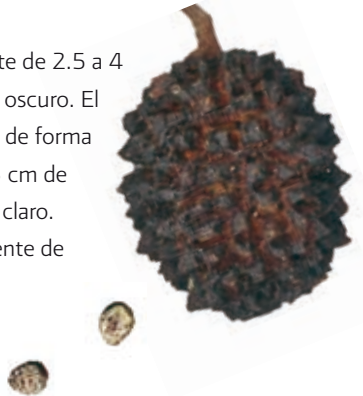 te de 2.5 a 4
oscuro. El
de forma
cm de
claro.
ente de